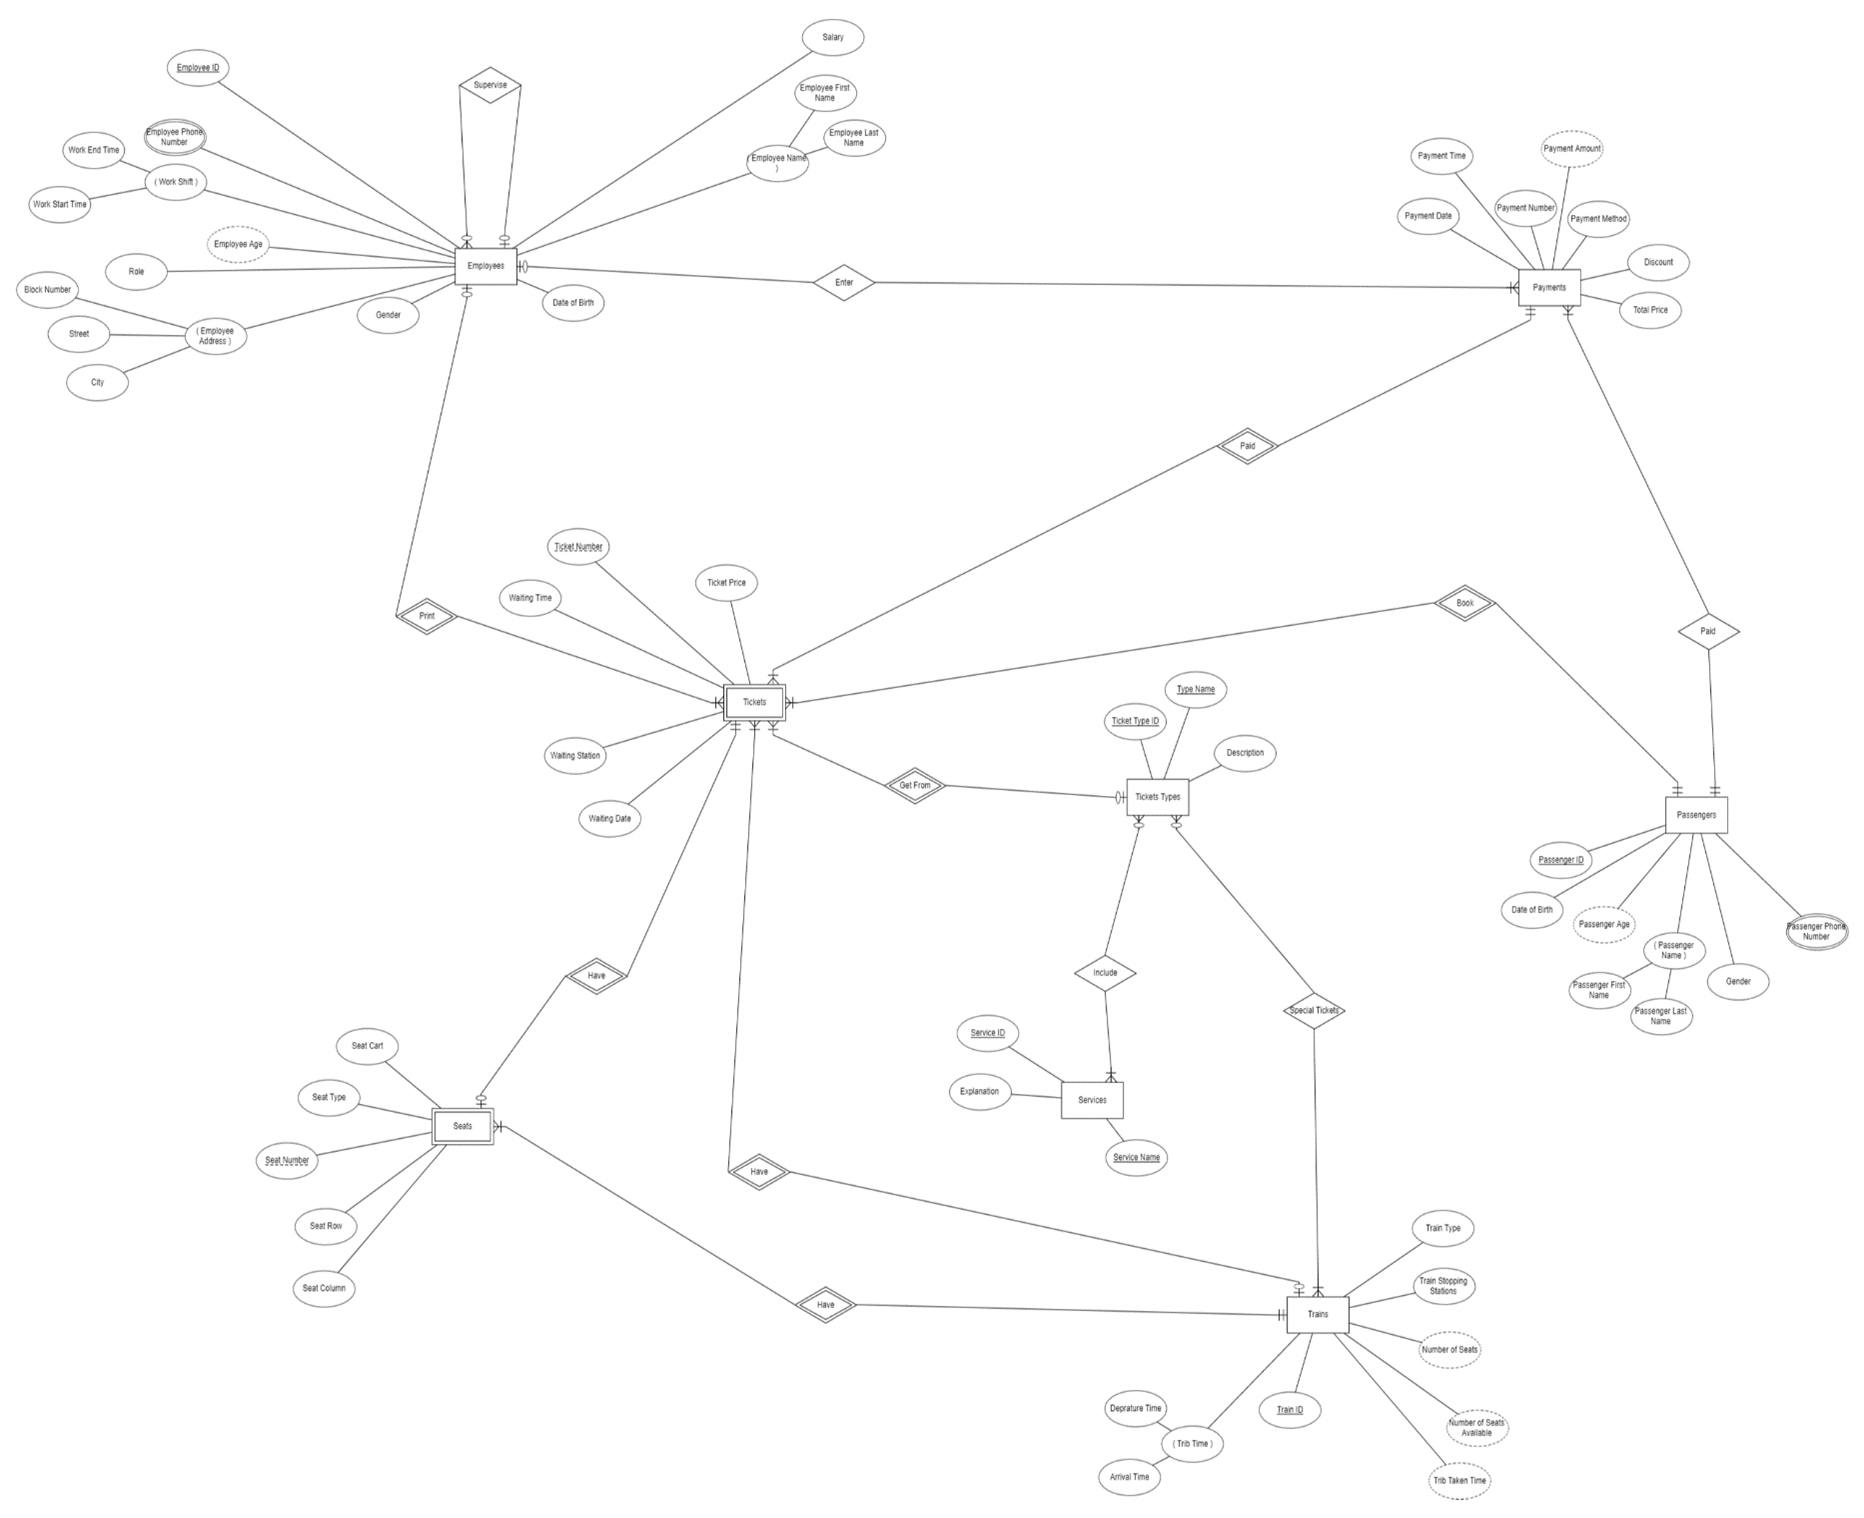 Salary
Employee ID
Supervise
Employee First
Name
Employee Phone
Number
Employee Last
Name
Work End Time
( Employee Name
)
( Work Shift )
Work Start Time
Employee Age
Role
Employees
Block Number
Gender
Date of Birth
Street
( Employee
Address )
City
Enter
Payment Time
Payment Amount
Payment Date
Payment Number
Payment Method
Discount
Payments
Total Price
Paid
Ticket Number
Ticket Price
Waiting Time
Print
Book
Paid
Tickets
Waiting Station
Waiting Date
Type Name
Ticket Type ID
Description
Get From
Tickets Types
Passengers
Passenger ID
Date of Birth
Passenger Age
Passenger Phone
Number
( Passenger
Name )
Passenger First
Name
Passenger Last
Name
Gender
Have
Include
Special Tickets
Service ID
Explanation
Services
Service Name
Seat Cart
Seat Type
Seats
Seat Number
Seat Row
Seat Column
Have
Have
Train Type
Train Stopping
Stations
Trains
Number of Seats
Train ID
Number of Seats
Available
Deprature Time
( Trib Time )
Arrival Time
Trib Taken Time